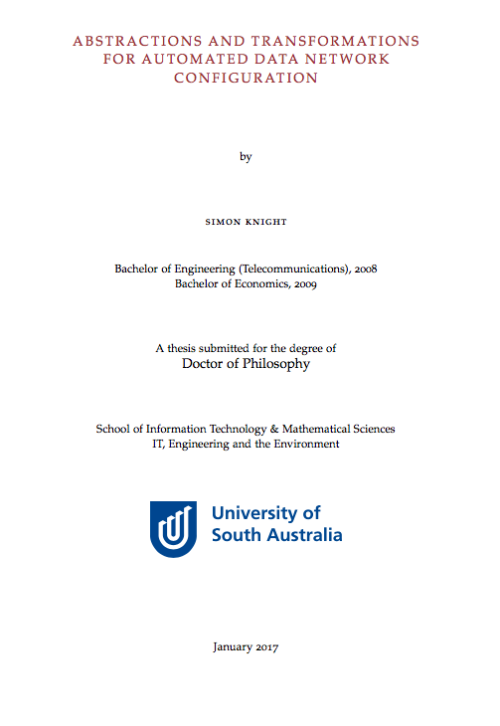 ABSTRACTIONS AND TRANSFORMATIONS
FOR AUTOMATED DATA NETWORK
CONFIGURATION
by
SIMON KNIGHT
Bachelor of Engineering (Telecommunications), 2008
Bachelor of Economics, 2009
A thesis submitted for the degree of
Doctor of Philosophy
School of Information Technology & Mathematical Sciences
IT, Engineering and the Environment
University of
South Australia
January 2017